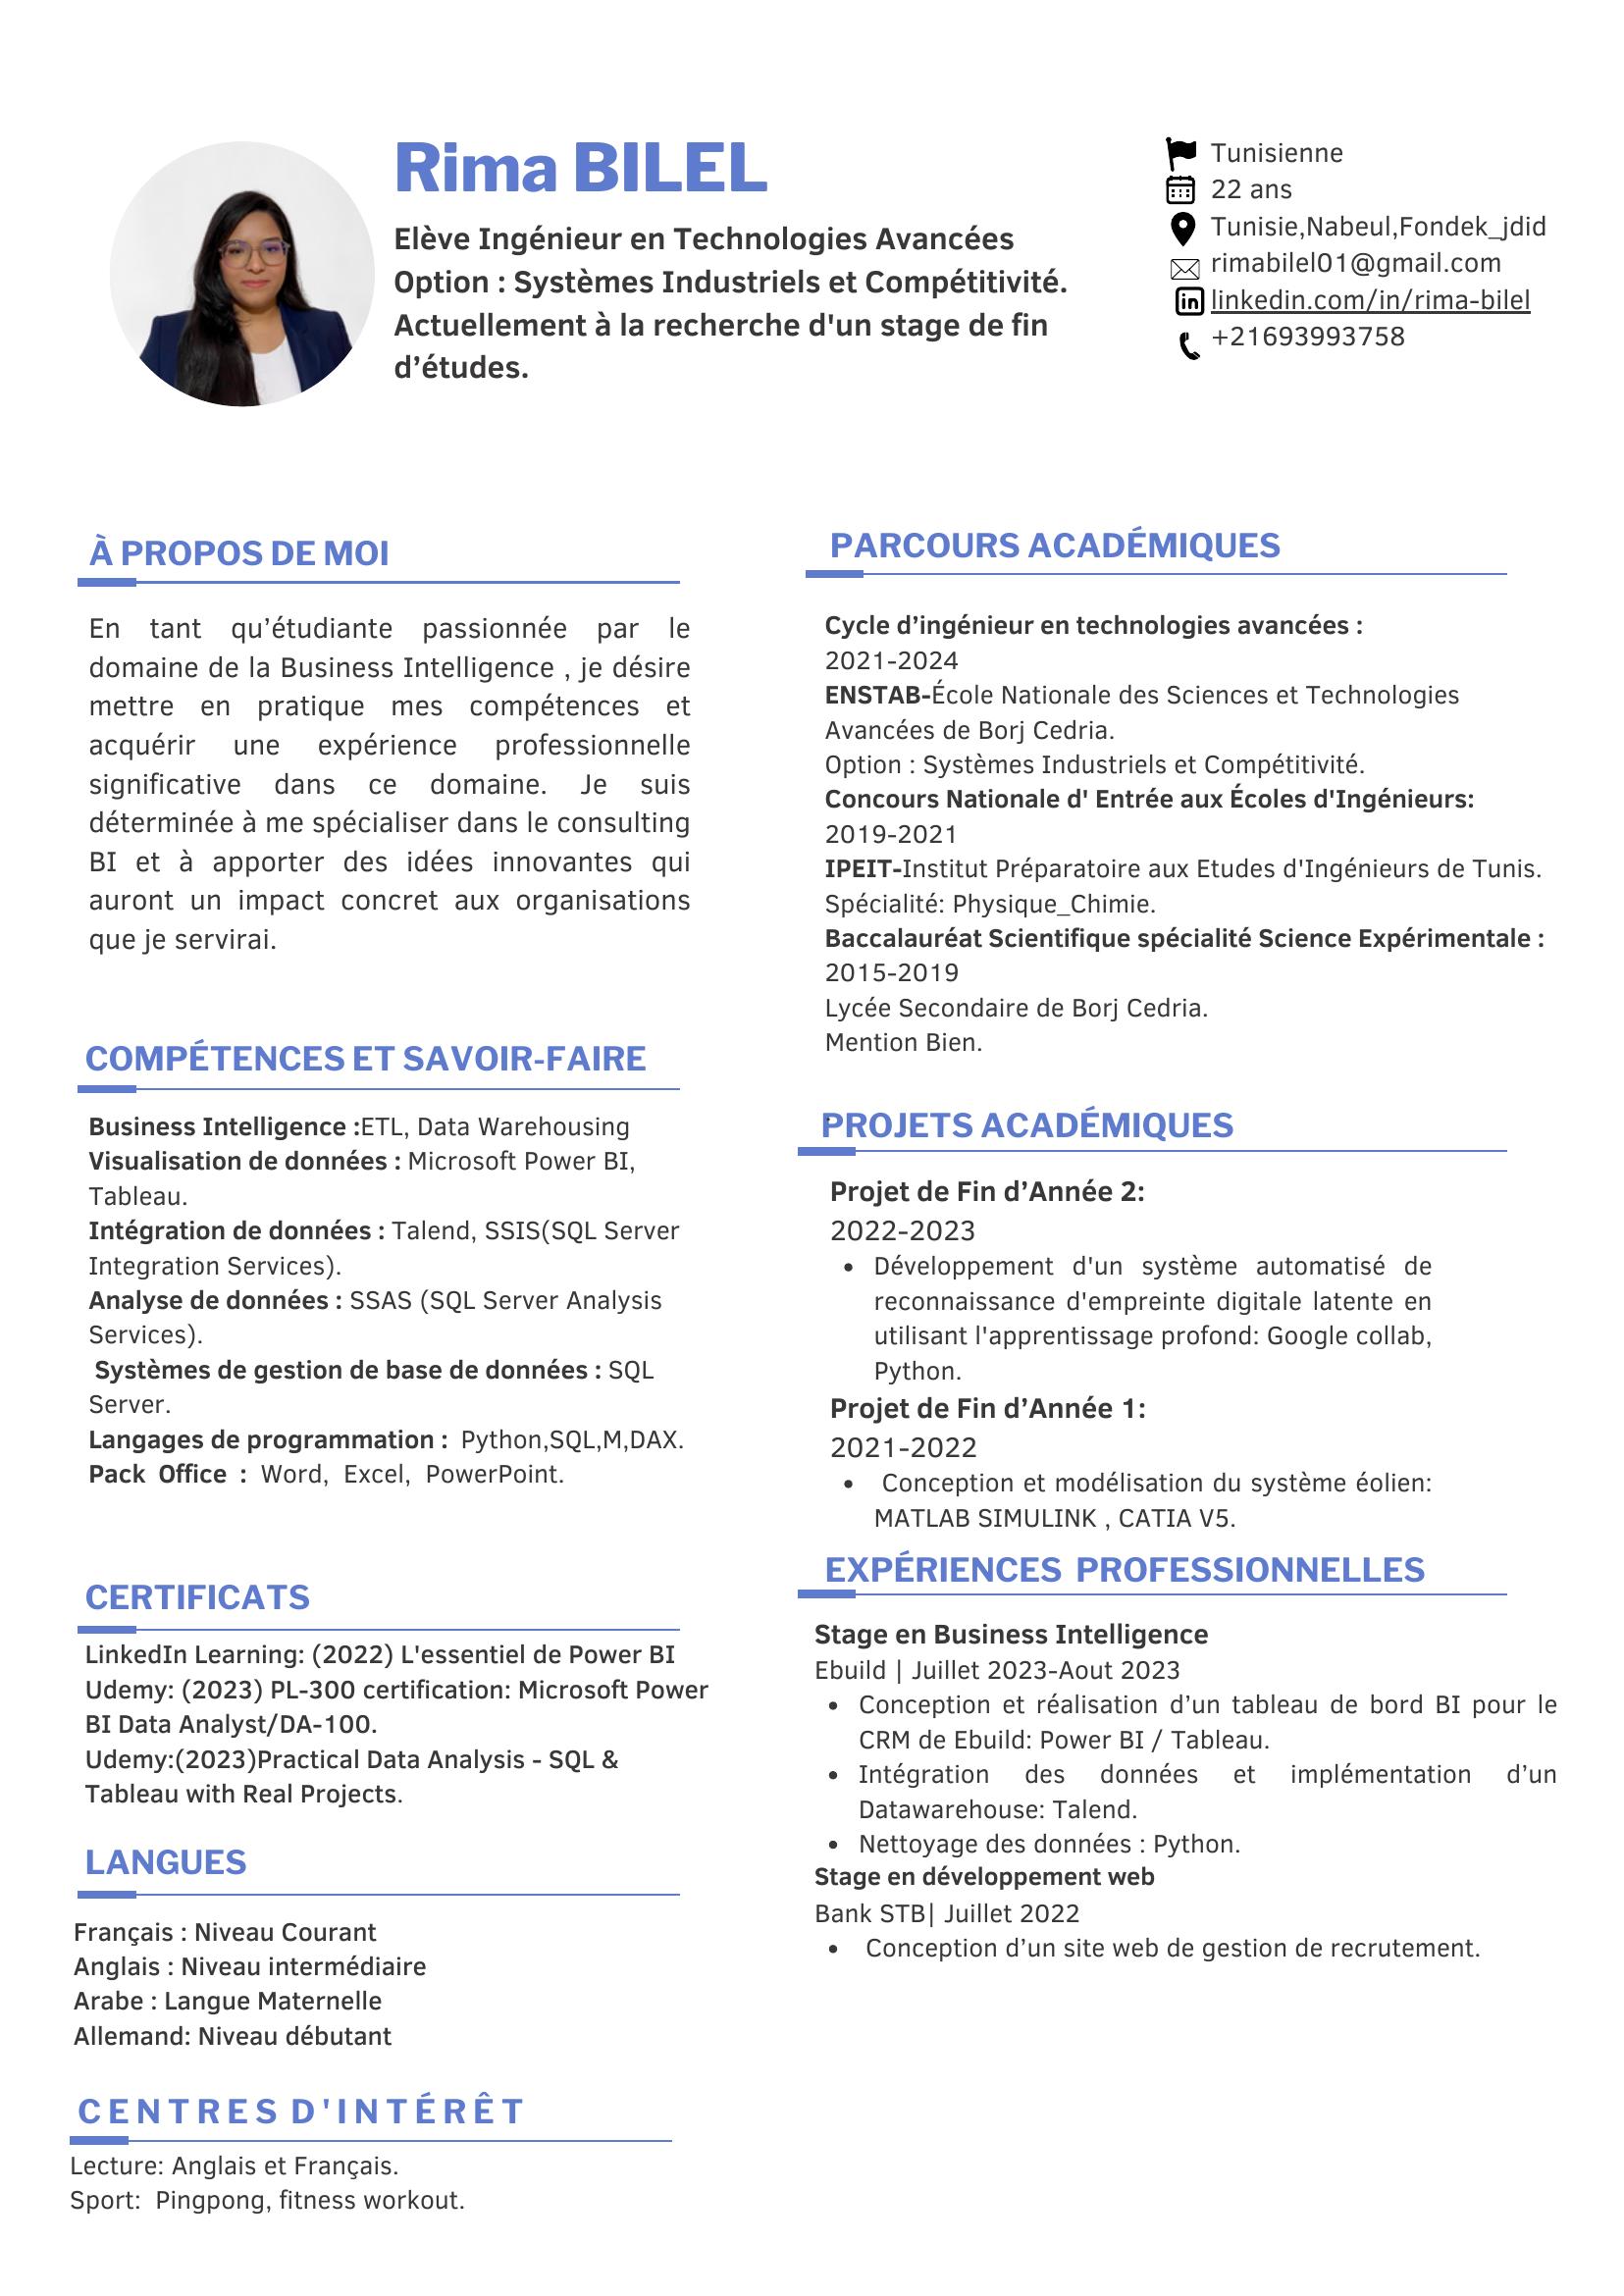 Rima BILEL
Elève Ingénieur en Technologies Avancées
Option : Systèmes Industriels et Compétitivité.
Actuellement à la recherche d'un stage de fin
d’études.
Tunisienne
22 ans
Tunisie,Nabeul,Fondek_jdid
rimabilel01@gmail.com
linkedin.com/in/rima-bilel
+21693993758
À PROPOS DE MOI
En tant qu’étudiante passionnée par le
domaine de la Business Intelligence , je désire
mettre en pratique mes compétences et
acquérir une expérience professionnelle
significative dans ce domaine. Je suis
déterminée à me spécialiser dans le consulting
BI et à apporter des idées innovantes qui
auront un impact concret aux organisations
que je servirai.
COMPÉTENCES ET SAVOIR-FAIRE
Business Intelligence :ETL, Data Warehousing
Visualisation de données : Microsoft Power BI,
Tableau.
Intégration de données : Talend, SSIS(SQL Server
Integration Services).
Analyse de données : SSAS (SQL Server Analysis
Services).
Systèmes de gestion de base de données : SQL
Server.
Langages de programmation : Python,SQL,M,DAX.
Pack Office : Word, Excel, PowerPoint.
CERTIFICATS
LinkedIn Learning: (2022) L'essentiel de Power BI
Udemy: (2023) PL-300 certification: Microsoft Power
BI Data Analyst/DA-100.
Udemy:(2023)Practical Data Analysis - SQL &
Tableau with Real Projects.
LANGUES
Français : Niveau Courant
Anglais : Niveau intermédiaire
Arabe : Langue Maternelle
Allemand: Niveau débutant
CENTRES D'INTÉRÊT
Lecture: Anglais et Français.
Sport: Pingpong, fitness workout.
PARCOURS ACADÉMIQUES
Cycle d’ingénieur en technologies avancées :
2021-2024
ENSTAB-École Nationale des Sciences et Technologies
Avancées de Borj Cedria.
Option : Systèmes Industriels et Compétitivité.
Concours Nationale d' Entrée aux Écoles d'Ingénieurs:
2019-2021
IPEIT-Institut Préparatoire aux Etudes d'Ingénieurs de Tunis.
Spécialité: Physique_Chimie.
Baccalauréat Scientifique spécialité Science Expérimentale :
2015-2019
Lycée Secondaire de Borj Cedria.
Mention Bien.
PROJETS ACADÉMIQUES
Projet de Fin d’Année 2:
2022-2023
• Développement d'un système automatisé de
reconnaissance d'empreinte digitale latente en
utilisant l'apprentissage profond: Google collab,
Python.
Projet de Fin d’Année 1:
2021-2022
• Conception et modélisation du système éolien:
MATLAB SIMULINK , CATIA V5.
EXPÉRIENCES PROFESSIONNELLES
Stage en Business Intelligence
Ebuild | Juillet 2023-Aout 2023
• Conception et réalisation d’un tableau de bord BI pour le
CRM de Ebuild: Power BI / Tableau.
• Intégration des données et implémentation d’un
Datawarehouse: Talend.
• Nettoyage des données : Python.
Stage en développement web
Bank STB| Juillet 2022
• Conception d’un site web de gestion de recrutement.